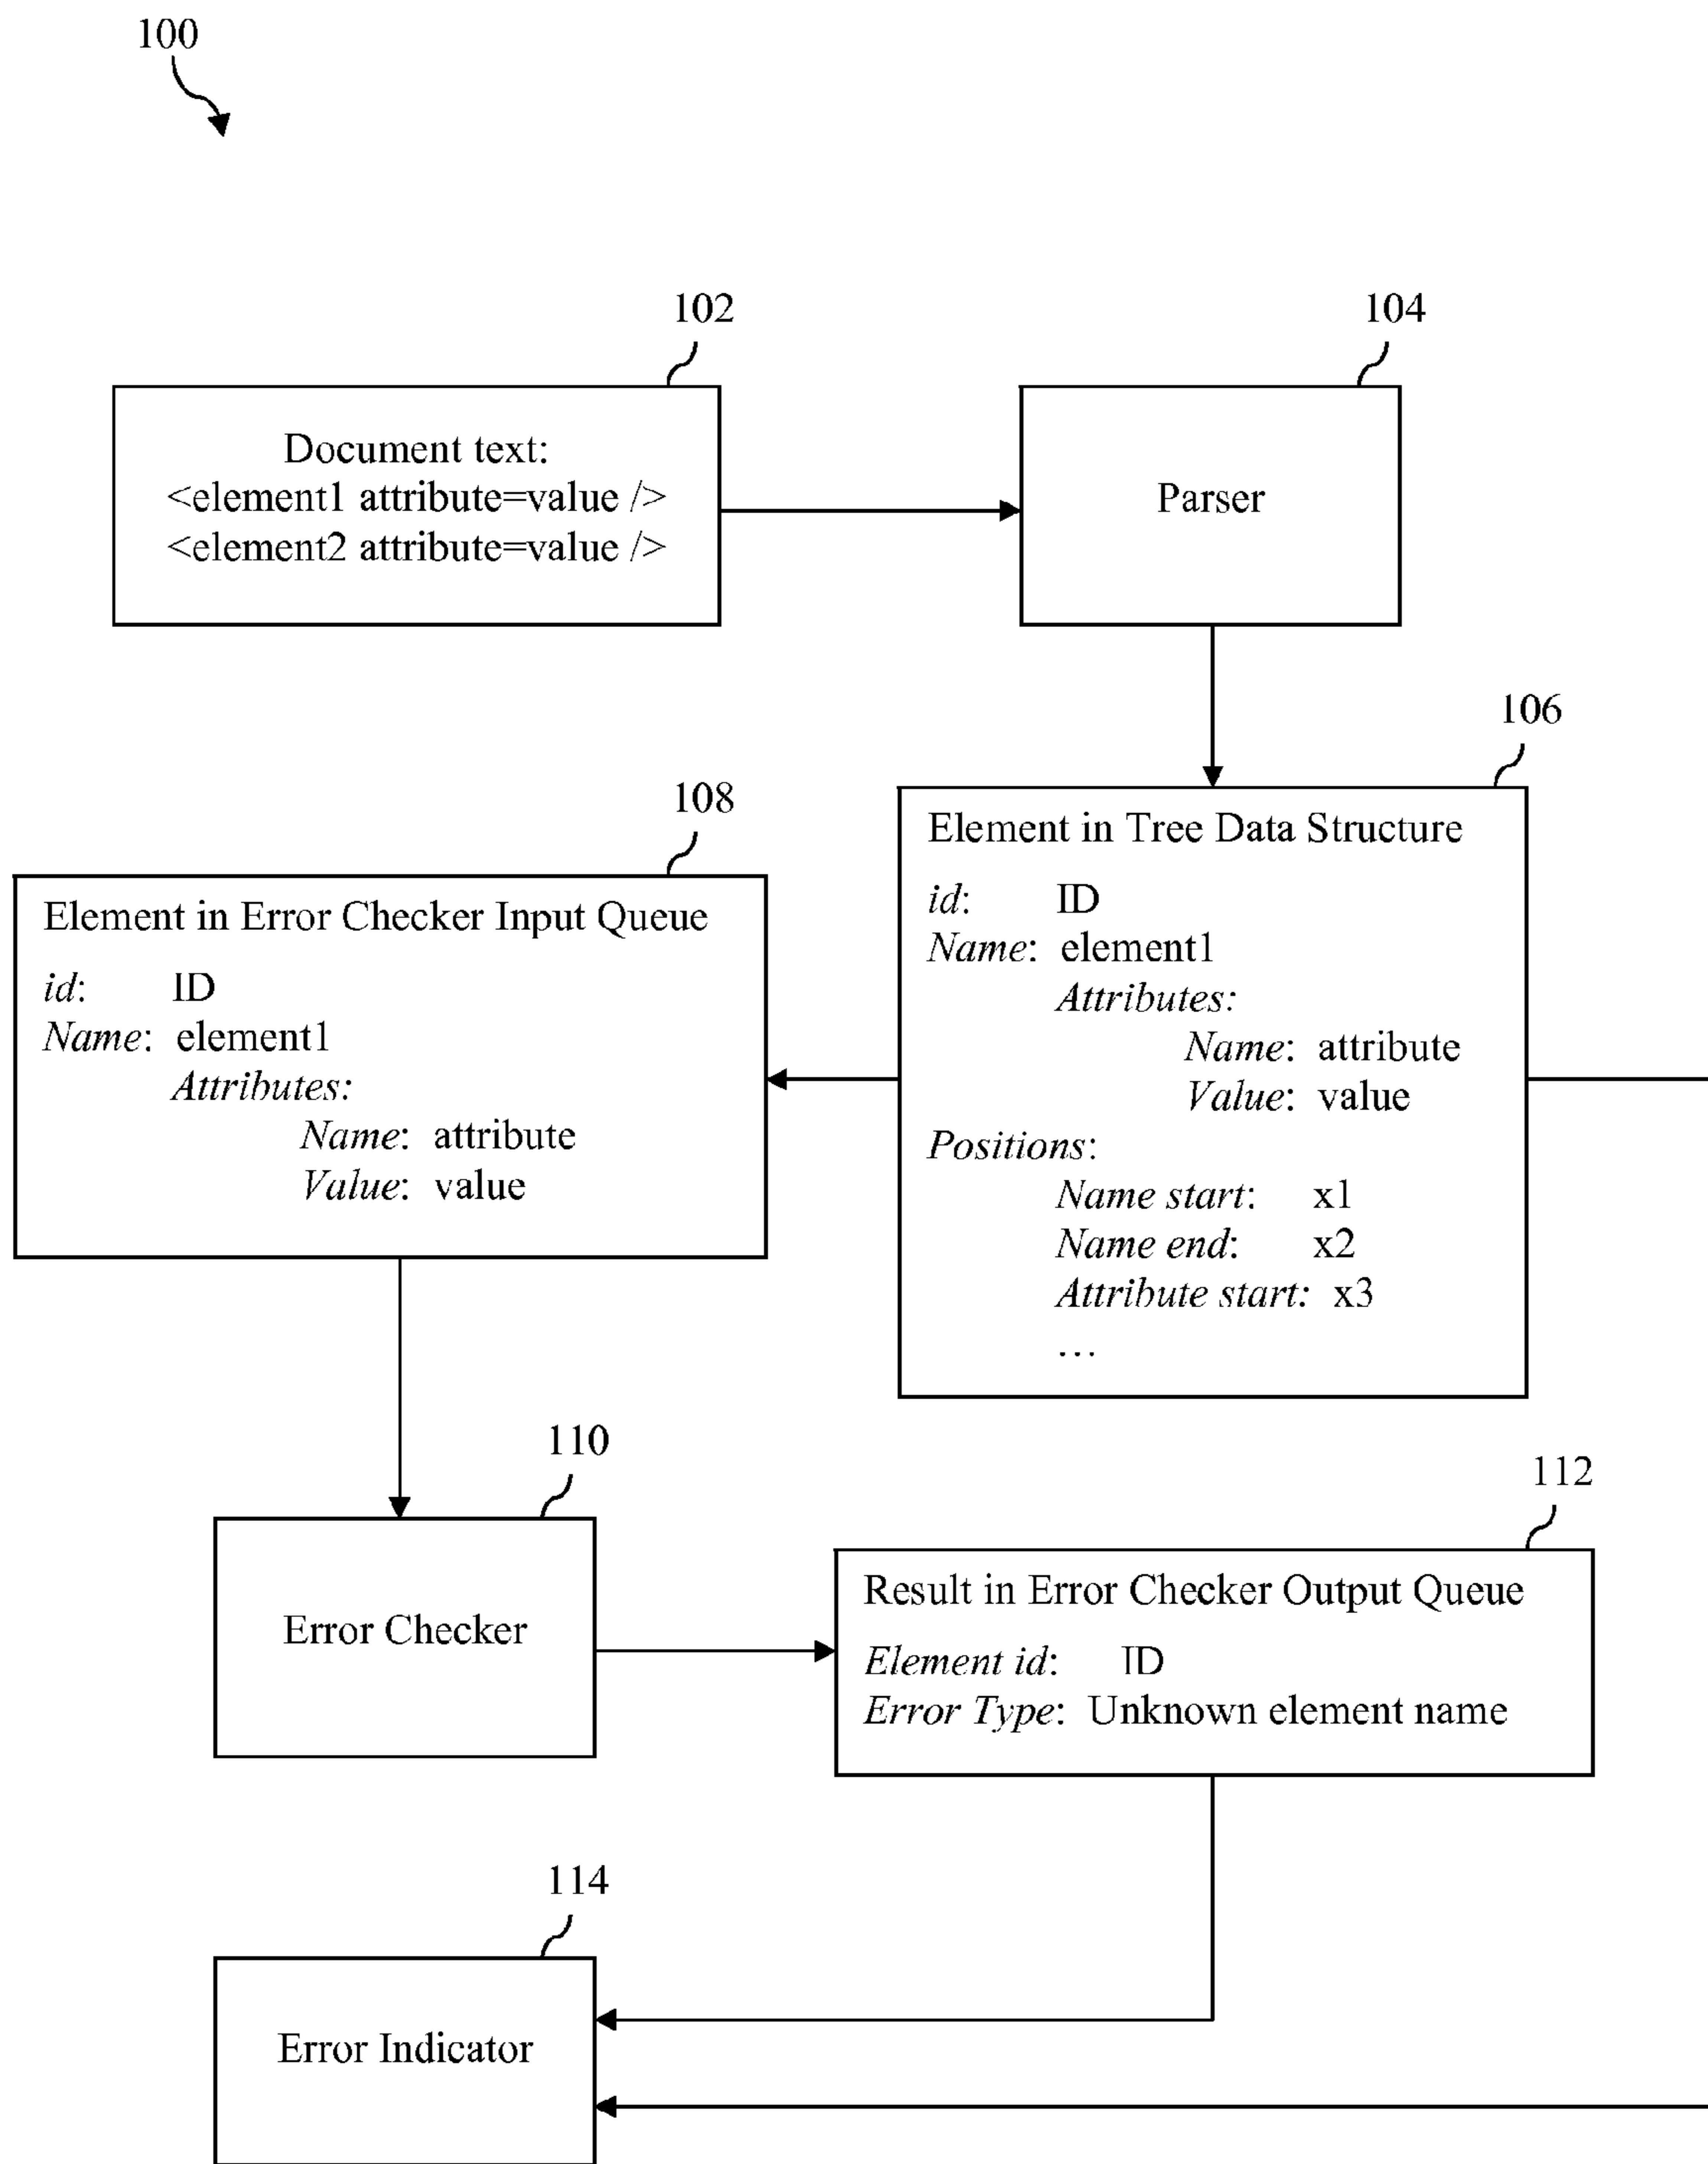 100
102
Document text:
<element1 attribute=value />
<element2 attribute=value />
104
Parser
106
Element in Tree Data Structure
id: ID
Name: element1
Attributes:
Name: attribute
Value: value
Positions:
Name start: x1
Name end: x2
Attribute start: x3
...
108
Element in Error Checker Input Queue
id: ID
Name: element1
Attributes:
Name: attribute
Value: value
110
Error Checker
112
Result in Error Checker Output Queue
Element id: ID
Error Type: Unknown element name
114
Error Indicator